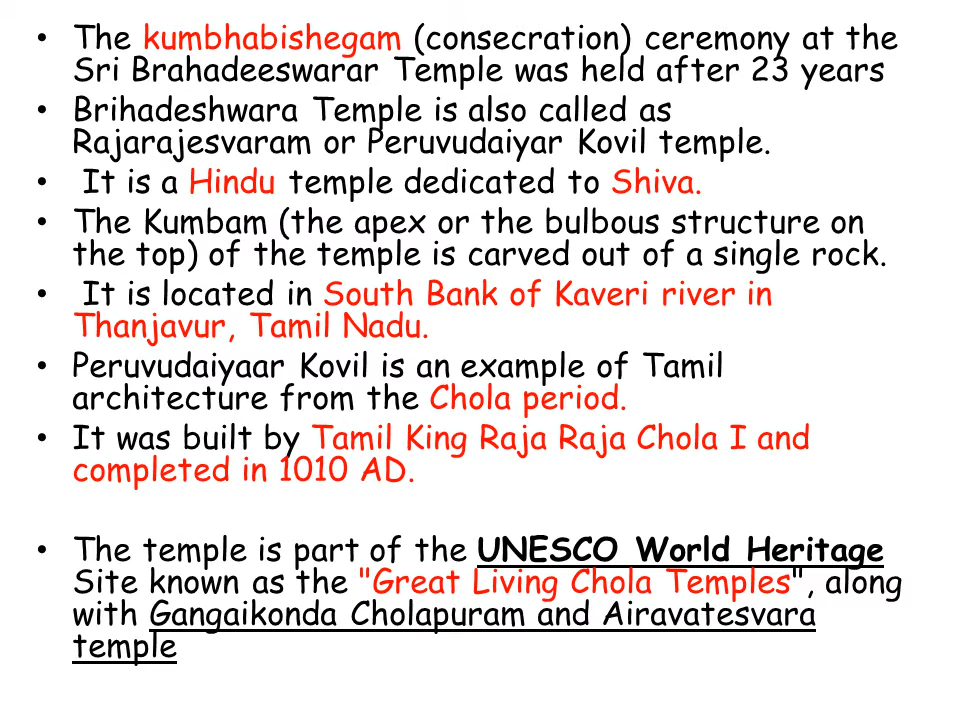 • The kumbhabishegam (consecration) ceremony at the
Sri Brahadeeswarar Temple was held after 23 years
• Brihadeshwara Temple is also called as
Rajarajesvaram or Peruvudaiyar Kovil temple.
• It is a Hindu temple dedicated to Shiva.
• The Kumbam (the apex or the bulbous structure on
the top) of the temple is carved out of a single rock.
• It is located in South Bank of Kaveri river in
Thanjavur, Tamil Nadu.
• Peruvudaiyaar Kovil is an example of Tamil
architecture from the Chola period.
• It was built by Tamil King Raja Raja Chola I and
completed in 1010 AD.
• The temple is part of the UNESCO World Heritage
Site known as the "Great Living Chola Temples", along
with Gangaikonda Cholapuram and Airavatesvara
temple